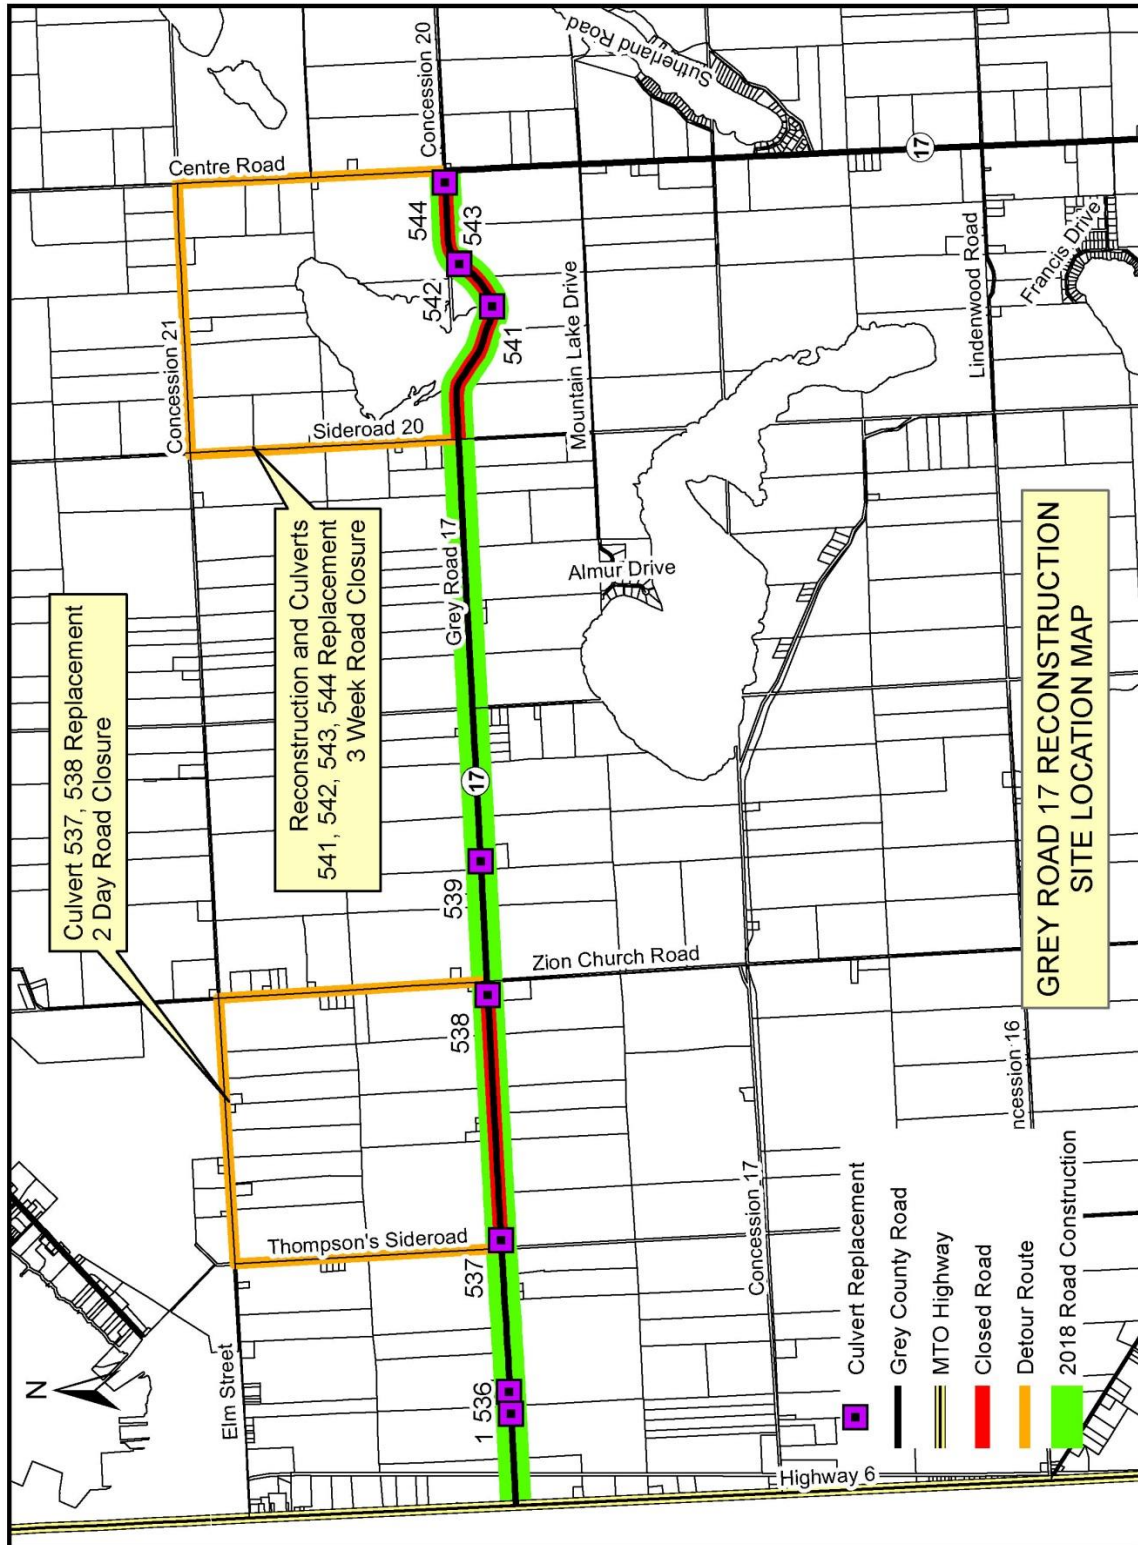 Culvert 537, 538 Replacement
2 Day Road Closure
Reconstruction and Culverts
541, 542, 543, 544 Replacement
3 Week Road Closure
N
Elm Street
Thompson's Sideroad
Zion Church Road
Concession 21
Sideroad 20
Centre Road
Concession 20
Sutherland Road
Grey Road 17
17
1
536
537
538
539
541
542
543
544
Mountain Lake Drive
Almur Drive
17
Lindenwood Road
Francis Drive
Concession 17
ncession 16
Highway 6
Culvert Replacement
Grey County Road
MTO Highway
Closed Road
Detour Route
2018 Road Construction
GREY ROAD 17 RECONSTRUCTION
SITE LOCATION MAP